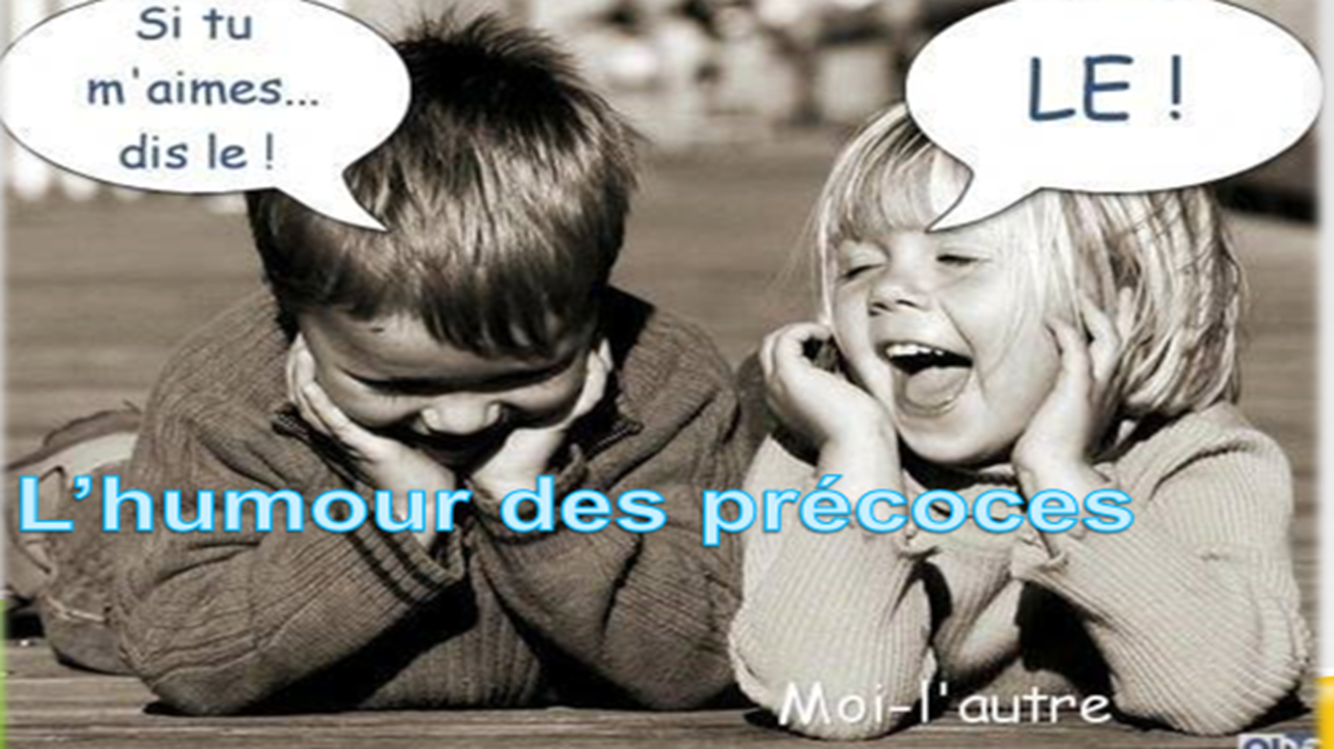 Si tu
m'aimes...
dis le !
LE !
L’humour des précoces
Moi-l'autre